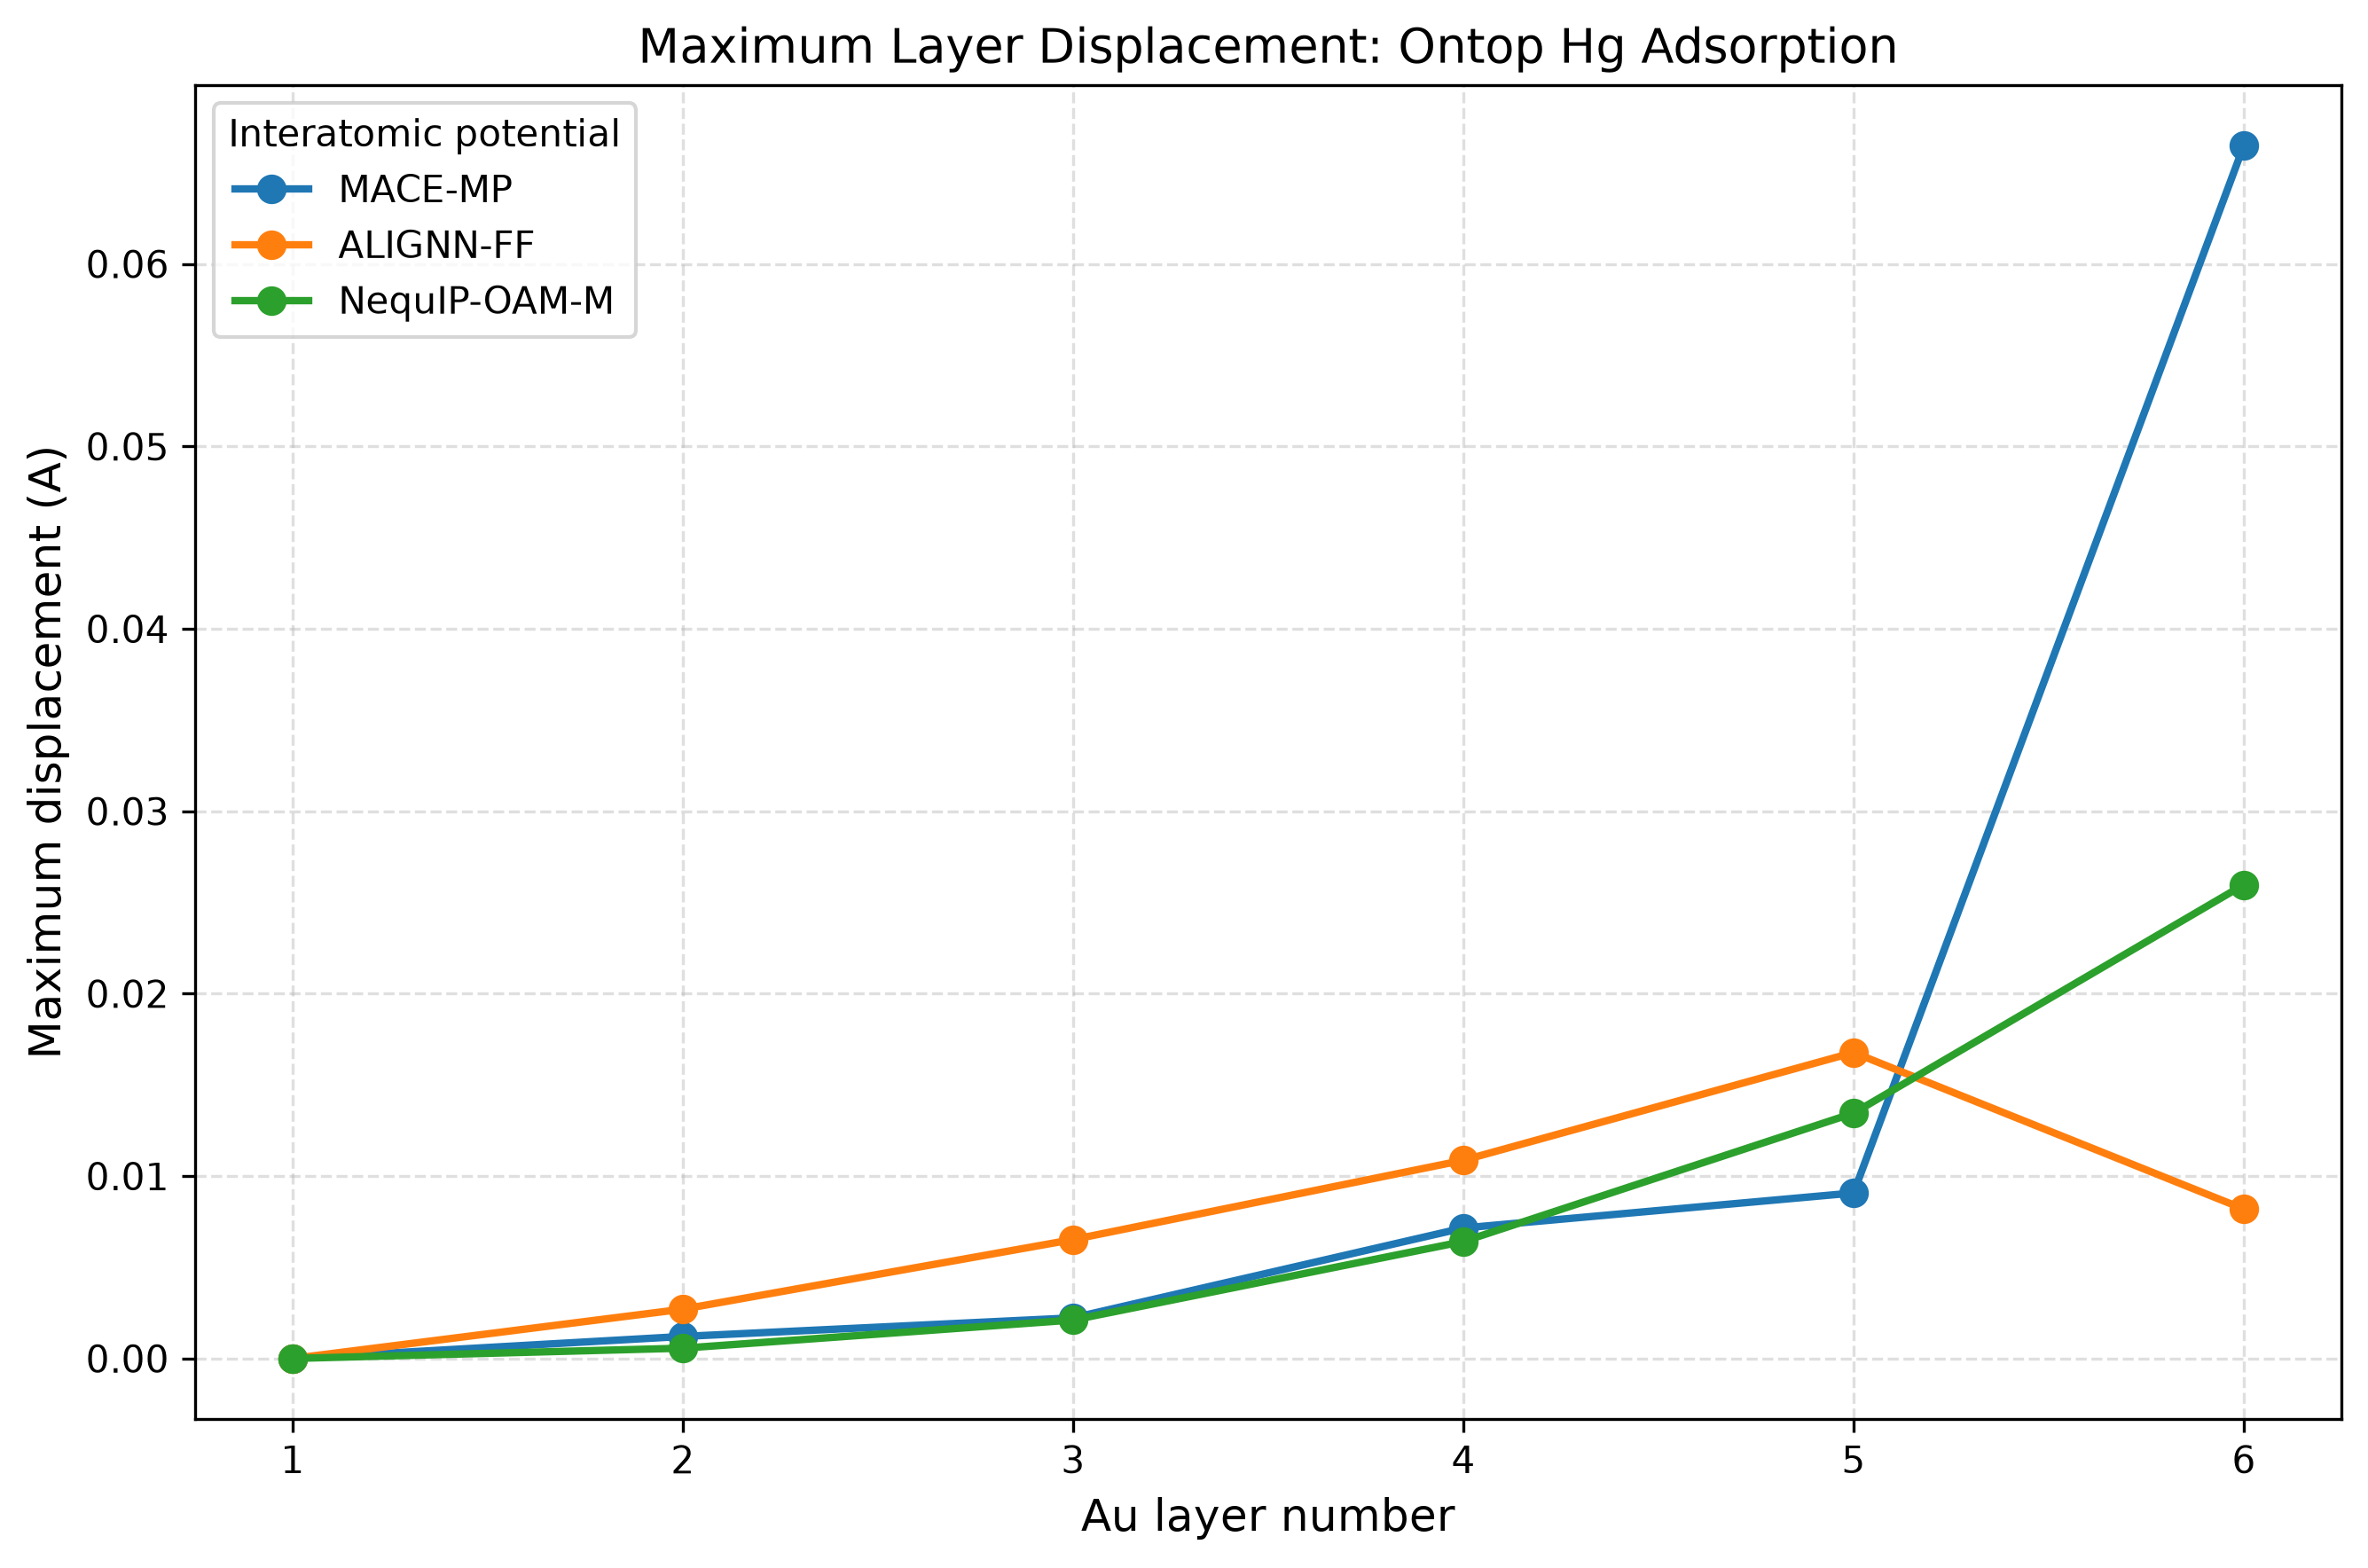 Maximum Layer Displacement: Ontop Hg Adsorption
Interatomic potential
MACE-MP
ALIGNN-FF
NequIP-OAM-M
Maximum displacement (A)
0.06
0.05
0.04
0.03
0.02
0.01
0.00
1 2 3 4 5 6
Au layer number